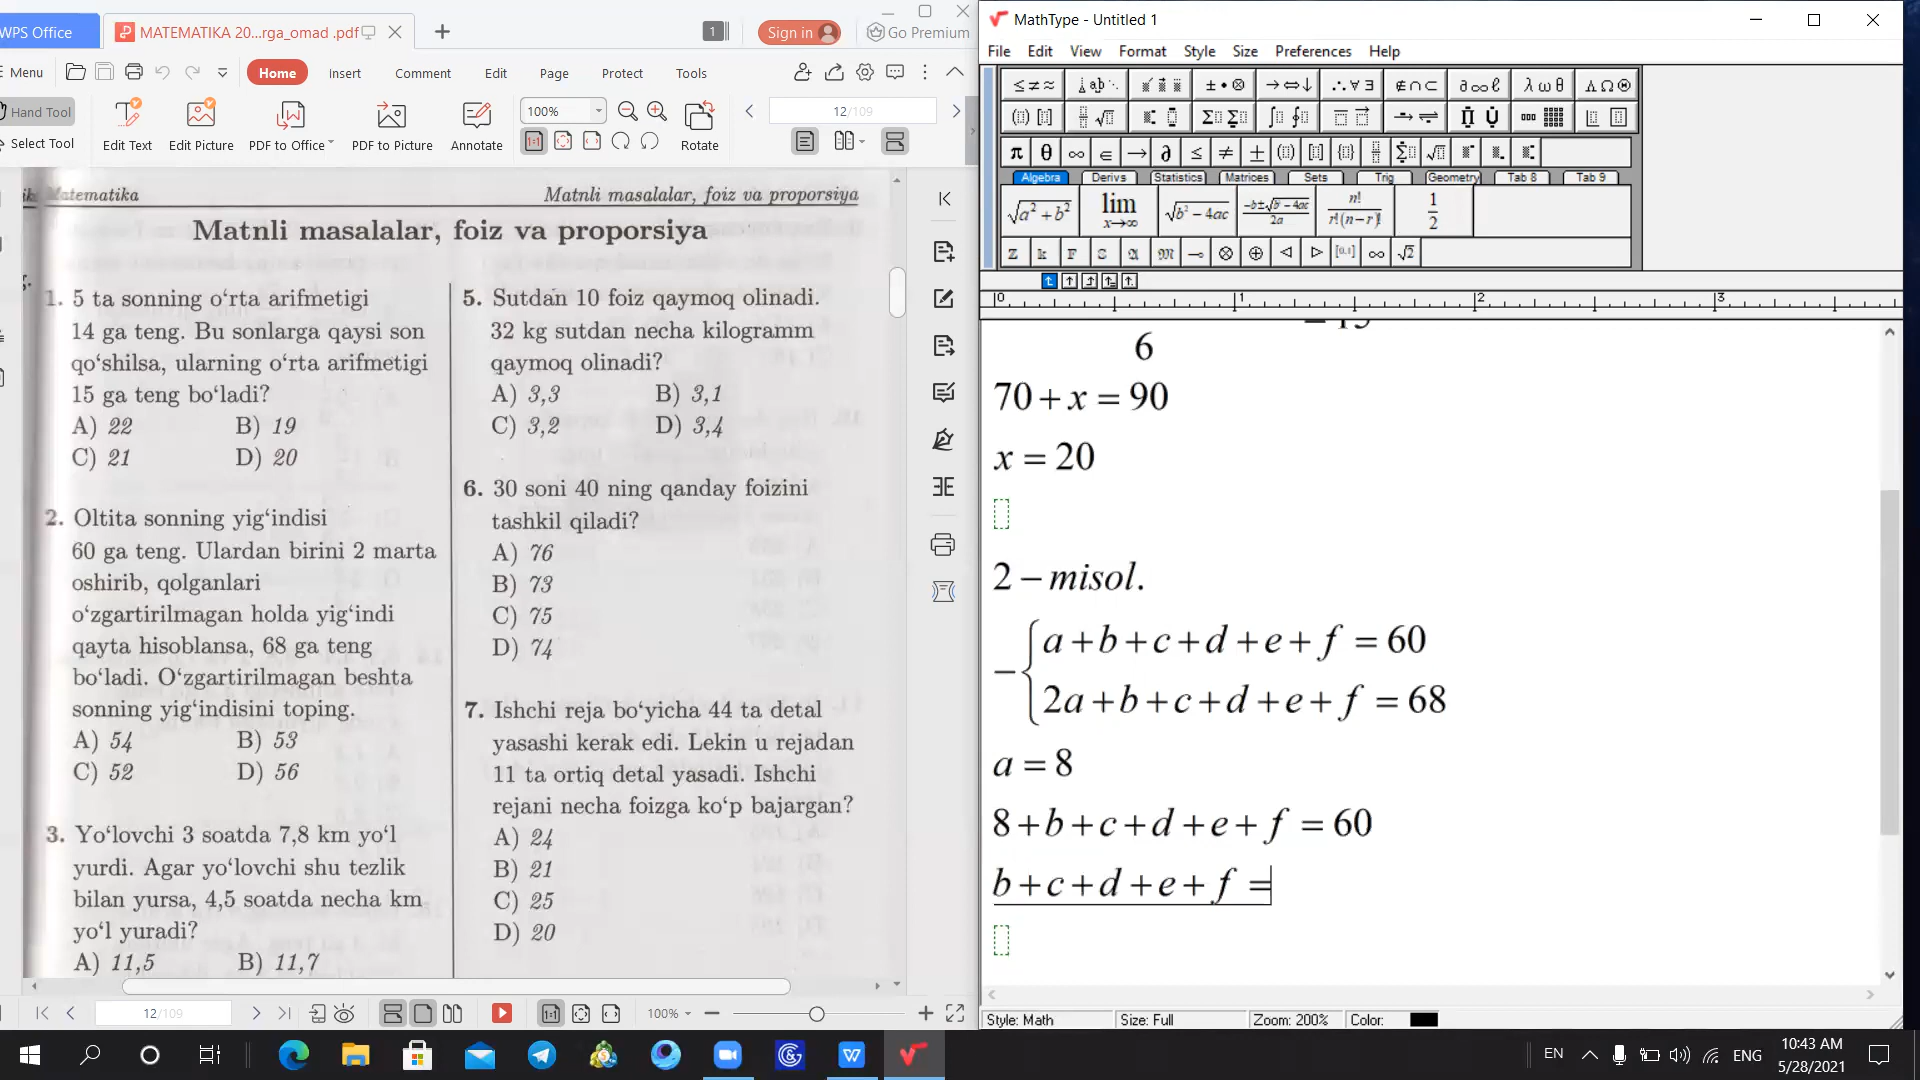 WPS Office
MATEMATIKA 20...rga_omad .pdf
1
Sign in
Go Premium
Menu
Home
Insert
Comment
Edit
Page
Protect
Tools
Hand Tool
Select Tool
Edit Text
Edit Picture
PDF to Office
PDF to Picture
Annotate
100%
Rotate
12/109
Matematika
Matnli masalalar, foiz va proporsiya
Matnli masalalar, foiz va proporsiya
1. 5 ta sonning o‘rta arifmetigi
14 ga teng. Bu sonlarga qaysi son
qo‘shilsa, ularning o‘rta arifmetigi
15 ga teng bo‘ladi?
A) 22 B) 19
C) 21 D) 20
2. Oltita sonning yig‘indisi
60 ga teng. Ulardan birini 2 marta
oshirib, qolganlari
o‘zgartirilmagan holda yig‘indi
qayta hisoblansa, 68 ga teng
bo‘ladi. O‘zgartirilmagan beshta
sonning yig‘indisini toping.
A) 54 B) 53
C) 52 D) 56
3. Yo‘lovchi 3 soatda 7,8 km yo‘l
yurdi. Agar yo‘lovchi shu tezlik
bilan yursa, 4,5 soatda necha km
yo‘l yuradi?
A) 11,5 B) 11,7
5. Sutdan 10 foiz qaymoq olinadi.
32 kg sutdan necha kilogramm
qaymoq olinadi?
A) 3,3 B) 3,1
C) 3,2 D) 3,4
6. 30 soni 40 ning qanday foizini
tashkil qiladi?
A) 76
B) 73
C) 75
D) 74
7. Ishchi reja bo‘yicha 44 ta detal
yasashi kerak edi. Lekin u rejadan
11 ta ortiq detal yasadi. Ishchi
rejani necha foizga ko‘p bajargan?
A) 24
B) 21
C) 25
D) 20
12/109
100%
MathType - Untitled 1
File Edit View Format Style Size Preferences Help
Algebra Derivs Statistics Matrices Sets Trig Geometry Tab 8 Tab 9
0 1 2 3
6
70 + x = 90
x = 20
2 – misol.
a + b + c + d + e + f = 60
2a + b + c + d + e + f = 68
a = 8
8 + b + c + d + e + f = 60
b + c + d + e + f =
Style: Math
Size: Full
Zoom: 200%
Color:
EN
ENG
10:43 AM
5/28/2021